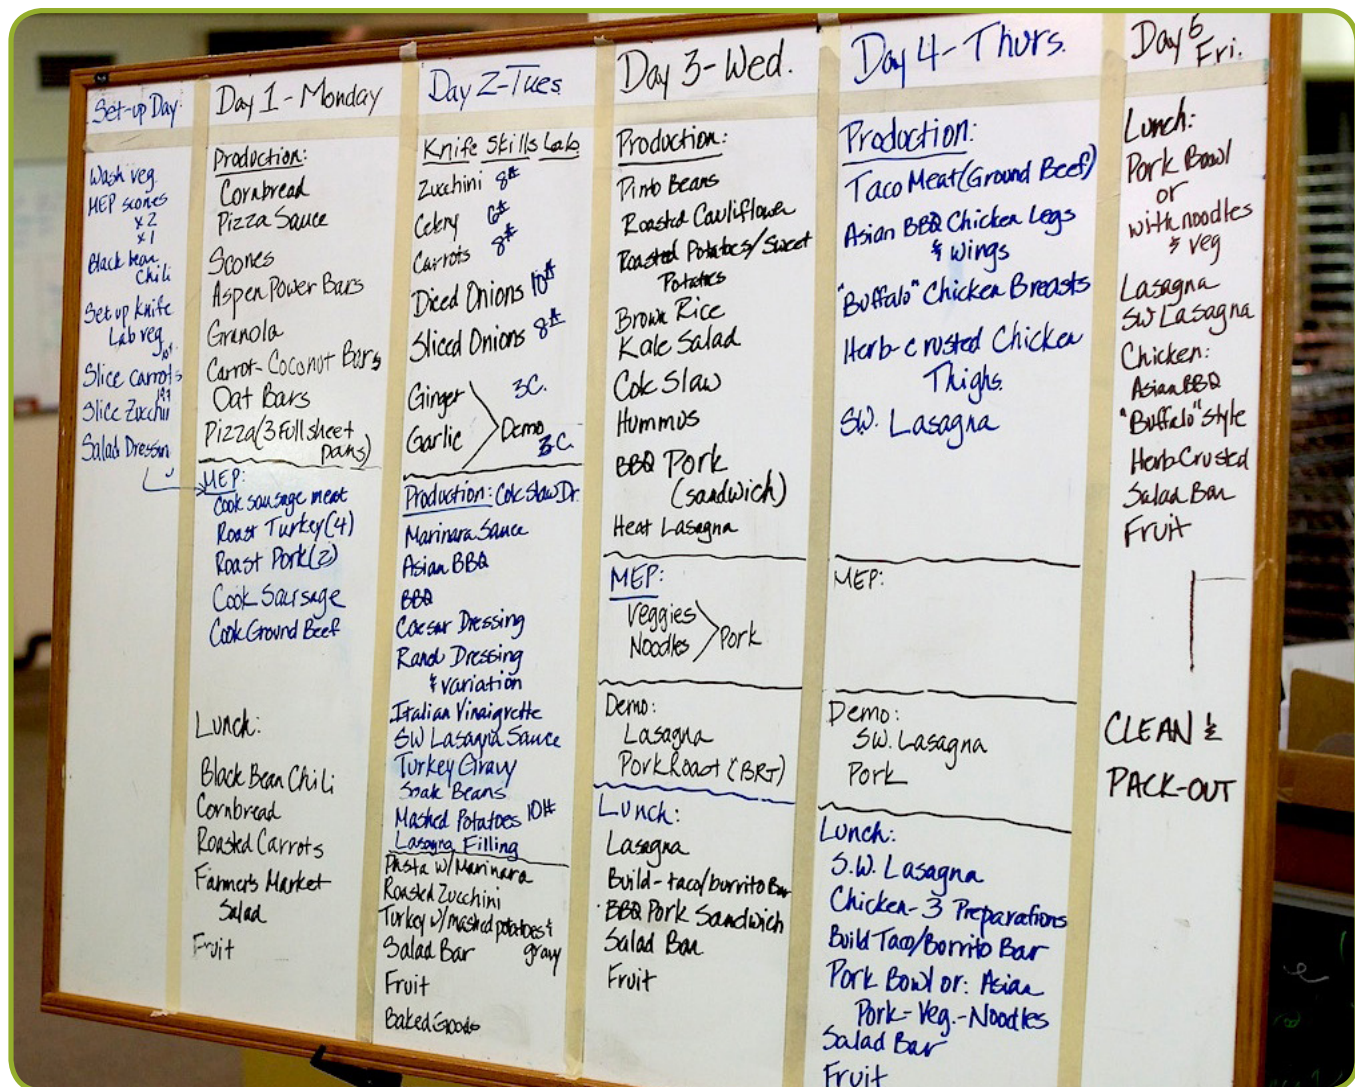 Set-up Day
Wash veg.
MEP scones
x 2
x 1
Black bean
Chili
Set up Knife
Lab veg
Slice carrots
Slice Zucchii
Salad Dressin
Day 1 - Monday
Production:
Cornbread
Pizza Sauce
Scones
Aspen Power Bars
Granola
Carrot-Coconut Bars
Oat Bars
Pizza (3 Full sheet
pans)
MEP:
Cook sausage meat
Roast Turkey (4)
Roast Pork (2)
Cook Sausage
Cook Ground Beef
Lunch:
Black Bean Chili
Cornbread
Roasted Carrots
Farmers Market
Salad
Fruit
Day 2-Tues
Knife Skills Lab
Zucchini 8#
Celery 6#
Carrots 8#
Diced Onions 10#
Sliced Onions 8#
Ginger 3C.
Garlic Demo 3C.
Production: Cole Slaw Dr.
Marinara Sauce
Asian BBQ
BBQ
Caesar Dressing
Ranch Dressing
& variation
Italian Vinaigrette
SW Lasagna Sauce
Turkey Gravy
Soak Beans
Mashed Potatoes 10#
Lasagna Filling
Pasta w/ Marinara
Roasted Zucchini
Turkey w/ mashed potatoes &
gravy
Salad Bar
Fruit
Baked Goods
Day 3-Wed.
Production:
Pinto Beans
Roasted Cauliflower
Roasted Potatoes/Sweet
Potatoes
Brown Rice
Kale Salad
Cole Slaw
Hummus
BBQ Pork
(sandwich)
Heat Lasagna
MEP:
Veggies
Noodles Pork
Demo:
Lasagna
Pork Roast (BRT)
Lunch:
Lasagna
Build-taco/burrito Bar
BBQ Pork Sandwich
Salad Bar
Fruit
Day 4-Thurs.
Production:
Taco Meat (Ground Beef)
Asian BBQ Chicken Legs
& wings
"Buffalo" Chicken Breasts
Herb-crusted Chicken
Thighs
SW. Lasagna
MEP:
Demo:
SW. Lasagna
Pork
Lunch:
S.W. Lasagna
Chicken-3 Preparations
Build Taco/Borrito Bar
Pork Bowl or: Asian
Pork-Veg.-Noodles
Salad Bar
Fruit
Day 5
Fri.
Lunch:
Pork Bowl
or
with noodles
& veg
Lasagna
SW Lasagna
Chicken:
Asian BBQ
"Buffalo" Style
Herb Crusted
Salad Bar
Fruit
CLEAN &
PACK-OUT